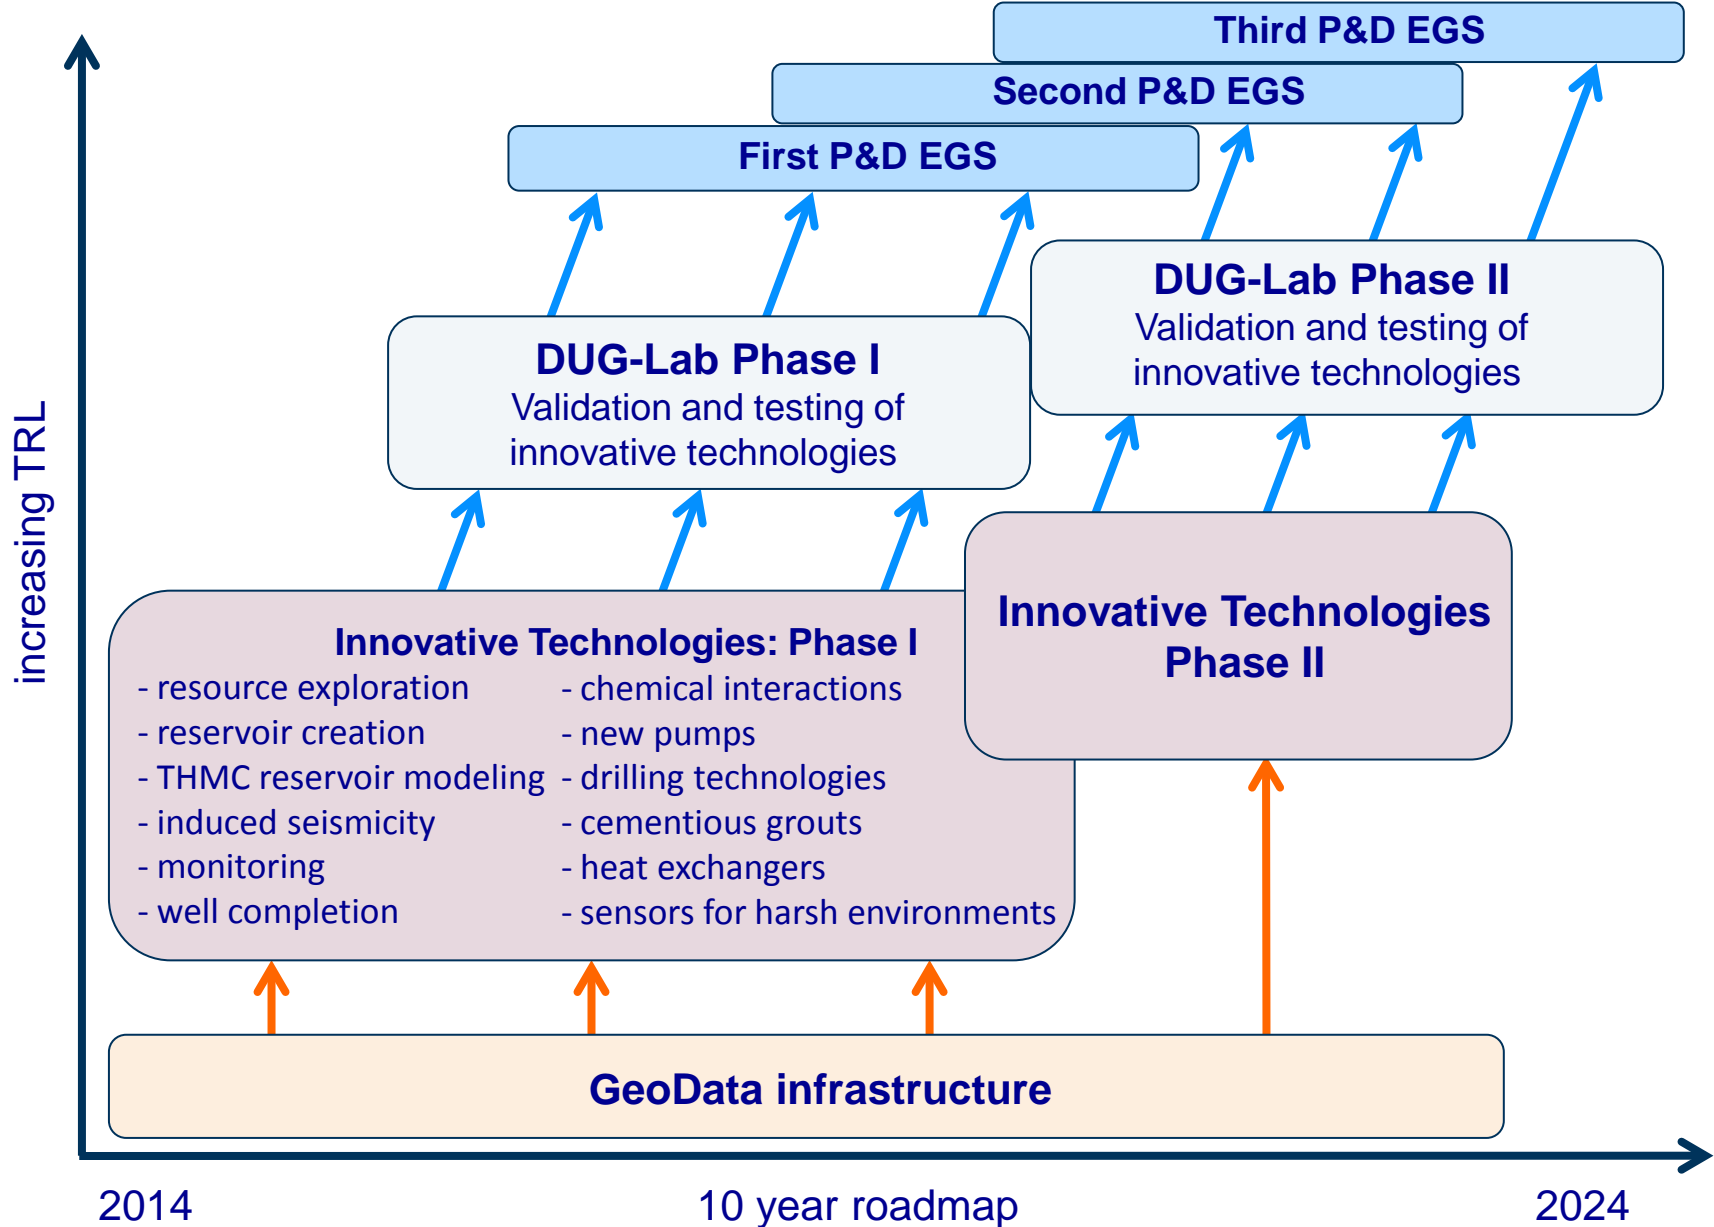 Third P&D EGS
Second P&D EGS
First P&D EGS
DUG-Lab Phase II
Validation and testing of
innovative technologies
DUG-Lab Phase I
Validation and testing of
innovative technologies
increasing TRL
Innovative Technologies
Phase II
Innovative Technologies: Phase I
- resource exploration
- reservoir creation
- THMC reservoir modeling
- induced seismicity
- monitoring
- well completion
- chemical interactions
- new pumps
- drilling technologies
- cementious grouts
- heat exchangers
- sensors for harsh environments
GeoData infrastructure
2014
10 year roadmap
2024